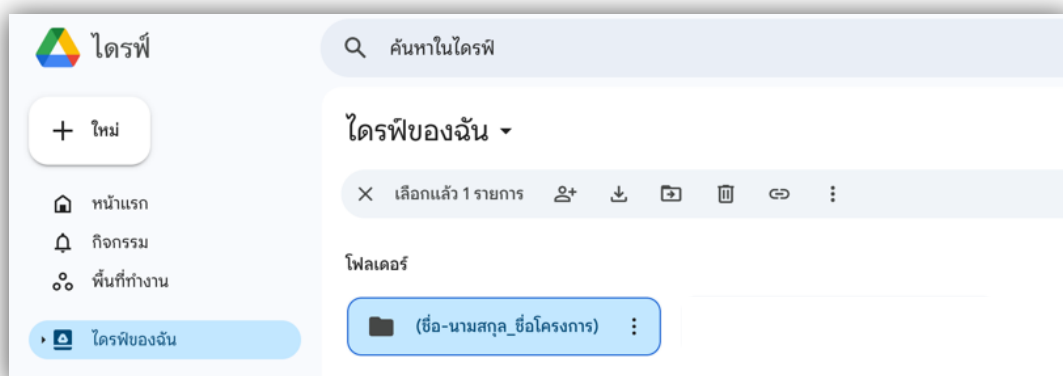 ไดรฟ์
ค้นหาในไดรฟ์
ใหม่
ไดรฟ์ของฉัน
เลือกแล้ว 1 รายการ
หน้าแรก
กิจกรรม
พื้นที่ทำงาน
ไดรฟ์ของฉัน
โฟลเดอร์
(ชื่อ-นามสกุล_ชื่อโครงการ)